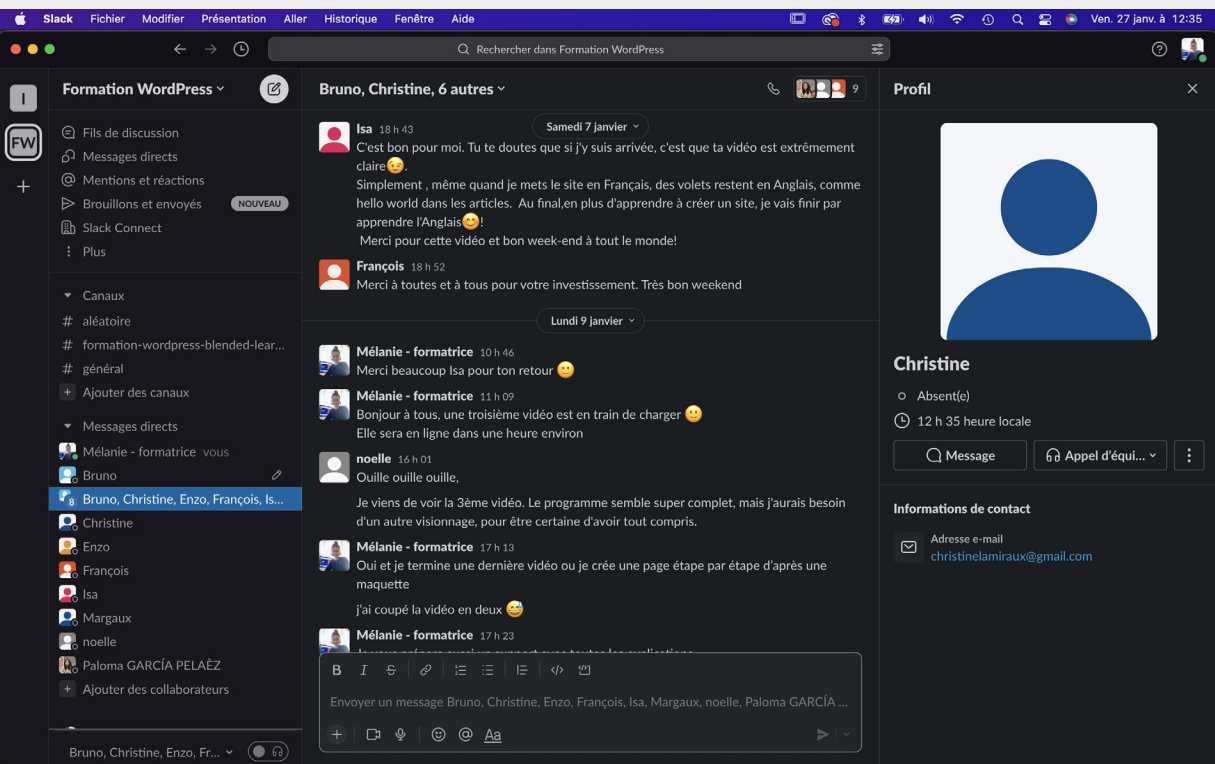 Slack Fichier Modifier Présentation Aller Historique Fenêtre Aide
Ven. 27 janv. à 12:35
Rechercher dans Formation WordPress
I
FW
Formation WordPress
Fils de discussion
Messages directs
Mentions et réactions
Brouillons et envoyés NOUVEAU
Slack Connect
Plus
Canaux
# aléatoire
# formation-wordpress-blended-lear...
# général
+ Ajouter des canaux
Messages directs
Mélanie - formatrice vous
Bruno
8 Bruno, Christine, Enzo, François, Is...
Christine
Enzo
François
Isa
Margaux
noelle
Paloma GARCÍA PELAÈZ
+ Ajouter des collaborateurs
Bruno, Christine, Enzo, Fr...
Bruno, Christine, 6 autres
9
Samedi 7 janvier
Isa 18 h 43
C'est bon pour moi. Tu te doutes que si j'y suis arrivée, c'est que ta vidéo est extrêmement
claire😉.
Simplement , même quand je mets le site en Français, des volets restent en Anglais, comme
hello world dans les articles. Au final,en plus d'apprendre à créer un site, je vais finir par
apprendre l'Anglais😊!
Merci pour cette vidéo et bon week-end à tout le monde!
François 18 h 52
Merci à toutes et à tous pour votre investissement. Très bon weekend
Lundi 9 janvier
Mélanie - formatrice 10 h 46
Merci beaucoup Isa pour ton retour 🙂
Mélanie - formatrice 11 h 09
Bonjour à tous, une troisième vidéo est en train de charger 🙂
Elle sera en ligne dans une heure environ
noelle 16 h 01
Ouille ouille ouille,
Je viens de voir la 3ème vidéo. Le programme semble super complet, mais j'aurais besoin
d'un autre visionnage, pour être certaine d'avoir tout compris.
Mélanie - formatrice 17 h 13
Oui et je termine une dernière vidéo ou je crée une page étape par étape d'après une
maquette
j'ai coupé la vidéo en deux 😅
Mélanie - formatrice 17 h 23
Je vous prépare aussi un support avec toutes les explications
B I S
Envoyer un message Bruno, Christine, Enzo, François, Isa, Margaux, noelle, Paloma GARCÍA ...
+ @ Aa
Profil
Christine
Absent(e)
12 h 35 heure locale
Message
Appel d'équi...
Informations de contact
Adresse e-mail
christinelamiraux@gmail.com